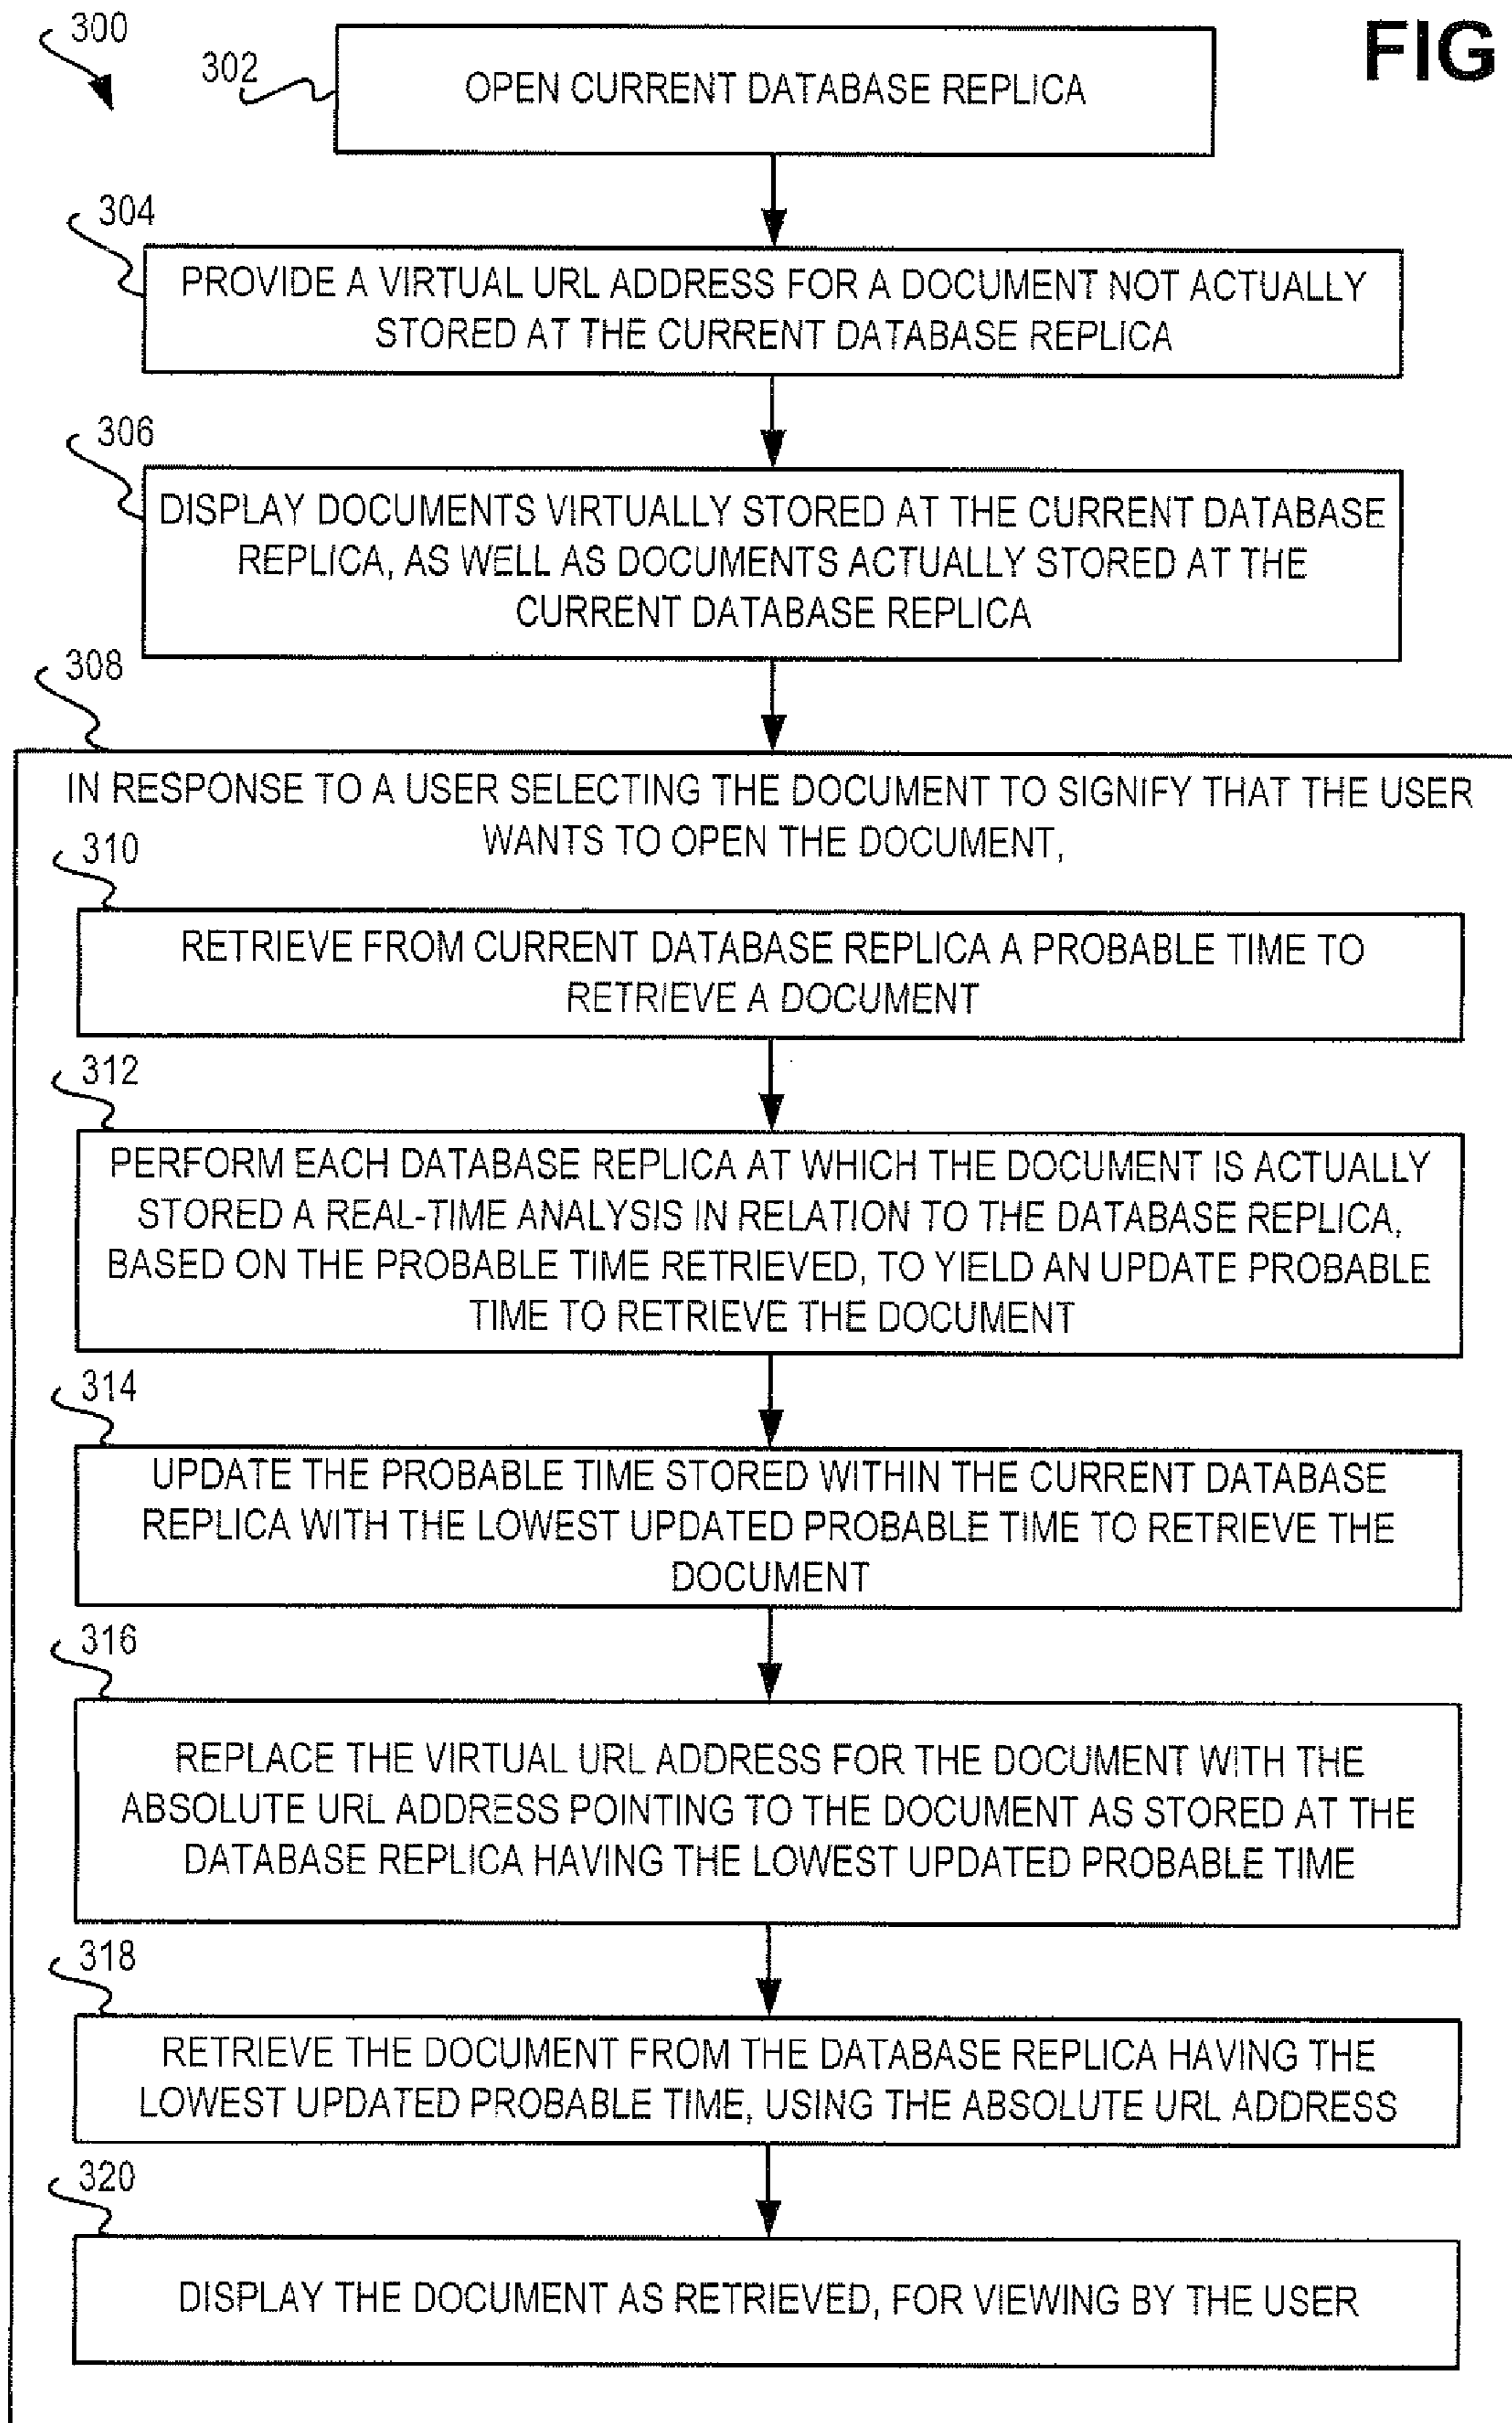 300
FIG
302
OPEN CURRENT DATABASE REPLICA
304
PROVIDE A VIRTUAL URL ADDRESS FOR A DOCUMENT NOT ACTUALLY
STORED AT THE CURRENT DATABASE REPLICA
306
DISPLAY DOCUMENTS VIRTUALLY STORED AT THE CURRENT DATABASE
REPLICA, AS WELL AS DOCUMENTS ACTUALLY STORED AT THE
CURRENT DATABASE REPLICA
308
IN RESPONSE TO A USER SELECTING THE DOCUMENT TO SIGNIFY THAT THE USER
WANTS TO OPEN THE DOCUMENT,
310
RETRIEVE FROM CURRENT DATABASE REPLICA A PROBABLE TIME TO
RETRIEVE A DOCUMENT
312
PERFORM EACH DATABASE REPLICA AT WHICH THE DOCUMENT IS ACTUALLY
STORED A REAL-TIME ANALYSIS IN RELATION TO THE DATABASE REPLICA,
BASED ON THE PROBABLE TIME RETRIEVED, TO YIELD AN UPDATE PROBABLE
TIME TO RETRIEVE THE DOCUMENT
314
UPDATE THE PROBABLE TIME STORED WITHIN THE CURRENT DATABASE
REPLICA WITH THE LOWEST UPDATED PROBABLE TIME TO RETRIEVE THE
DOCUMENT
316
REPLACE THE VIRTUAL URL ADDRESS FOR THE DOCUMENT WITH THE
ABSOLUTE URL ADDRESS POINTING TO THE DOCUMENT AS STORED AT THE
DATABASE REPLICA HAVING THE LOWEST UPDATED PROBABLE TIME
318
RETRIEVE THE DOCUMENT FROM THE DATABASE REPLICA HAVING THE
LOWEST UPDATED PROBABLE TIME, USING THE ABSOLUTE URL ADDRESS
320
DISPLAY THE DOCUMENT AS RETRIEVED, FOR VIEWING BY THE USER